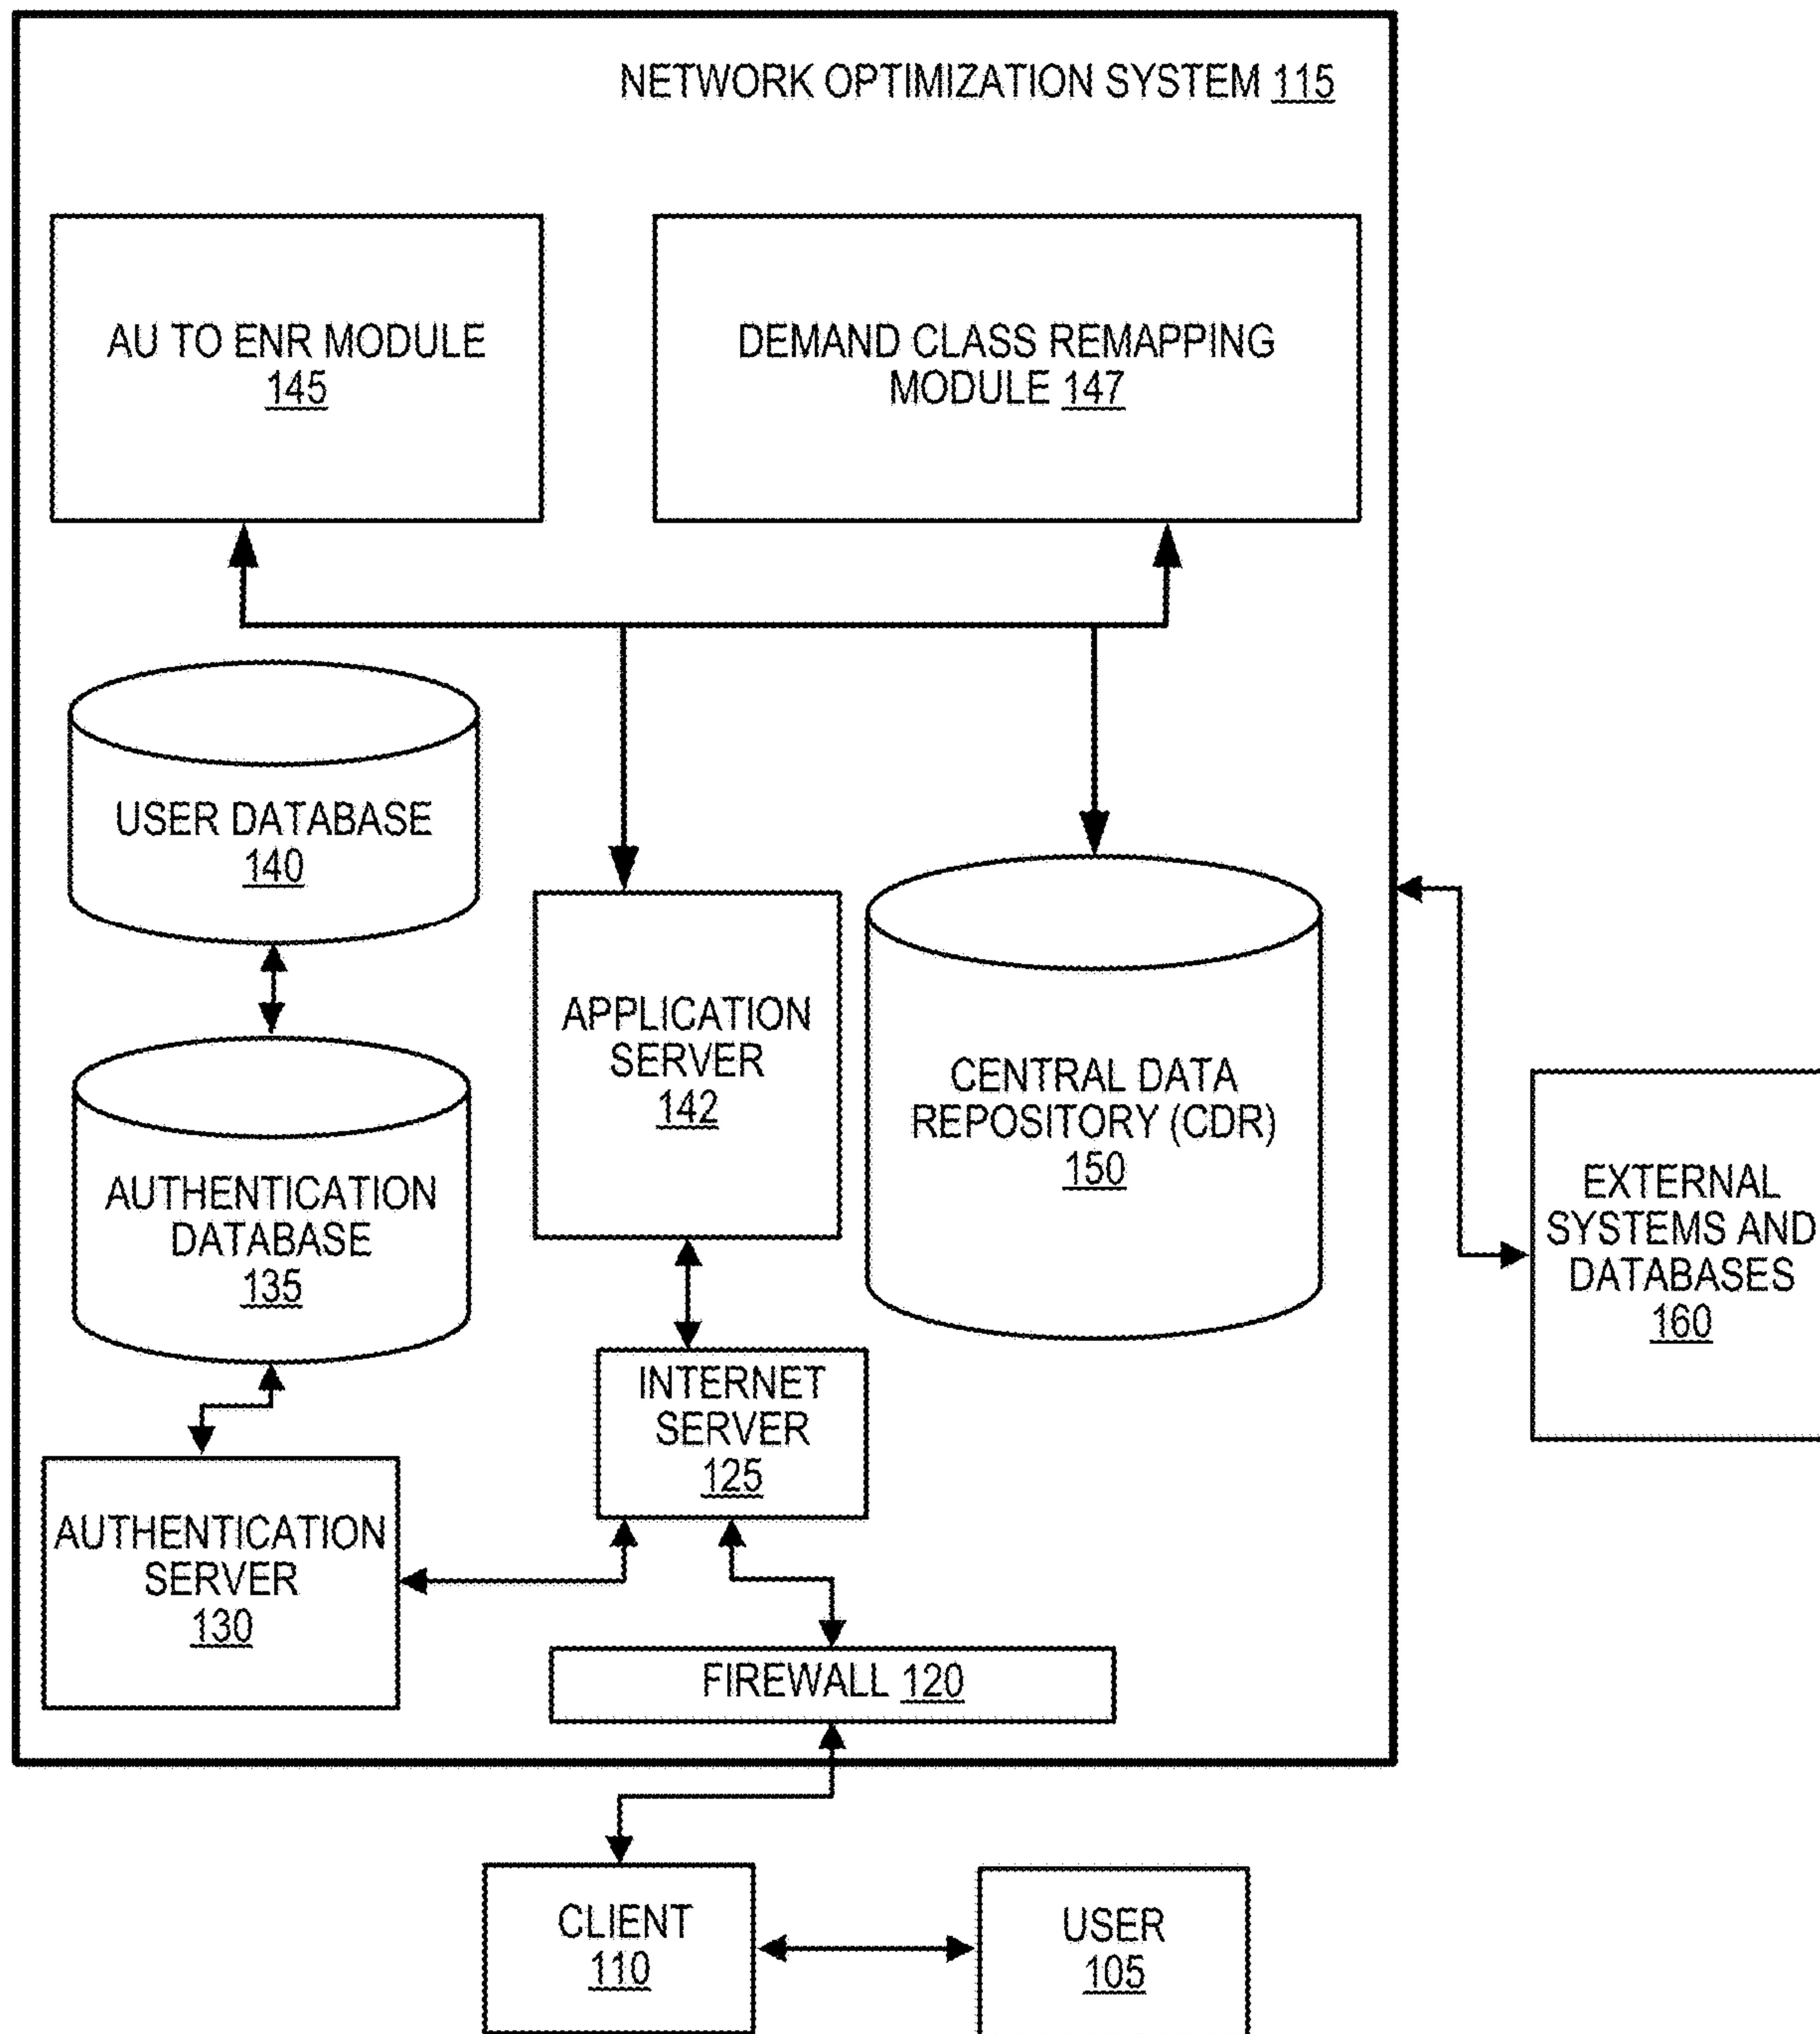 NETWORK OPTIMIZATION SYSTEM 115
AU TO ENR MODULE
145
DEMAND CLASS REMAPPING
MODULE 147
USER DATABASE
140
APPLICATION
SERVER
142
CENTRAL DATA
REPOSITORY (CDR)
150
AUTHENTICATION
DATABASE
135
EXTERNAL
SYSTEMS AND
DATABASES
160
INTERNET
SERVER
125
AUTHENTICATION
SERVER
130
FIREWALL 120
CLIENT
110
USER
105